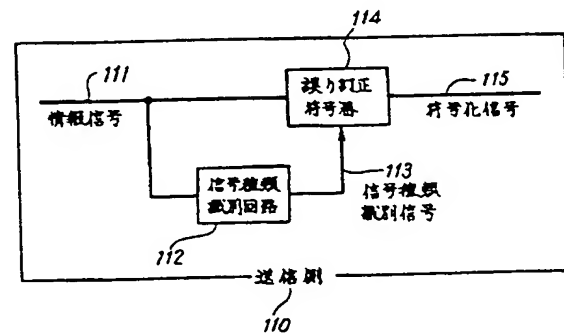 114
111
115
誤り訂正
符号器
情報信号
符号化信号
113
信号種類
識別信号
信号種類
識別回路
112
送信側
110